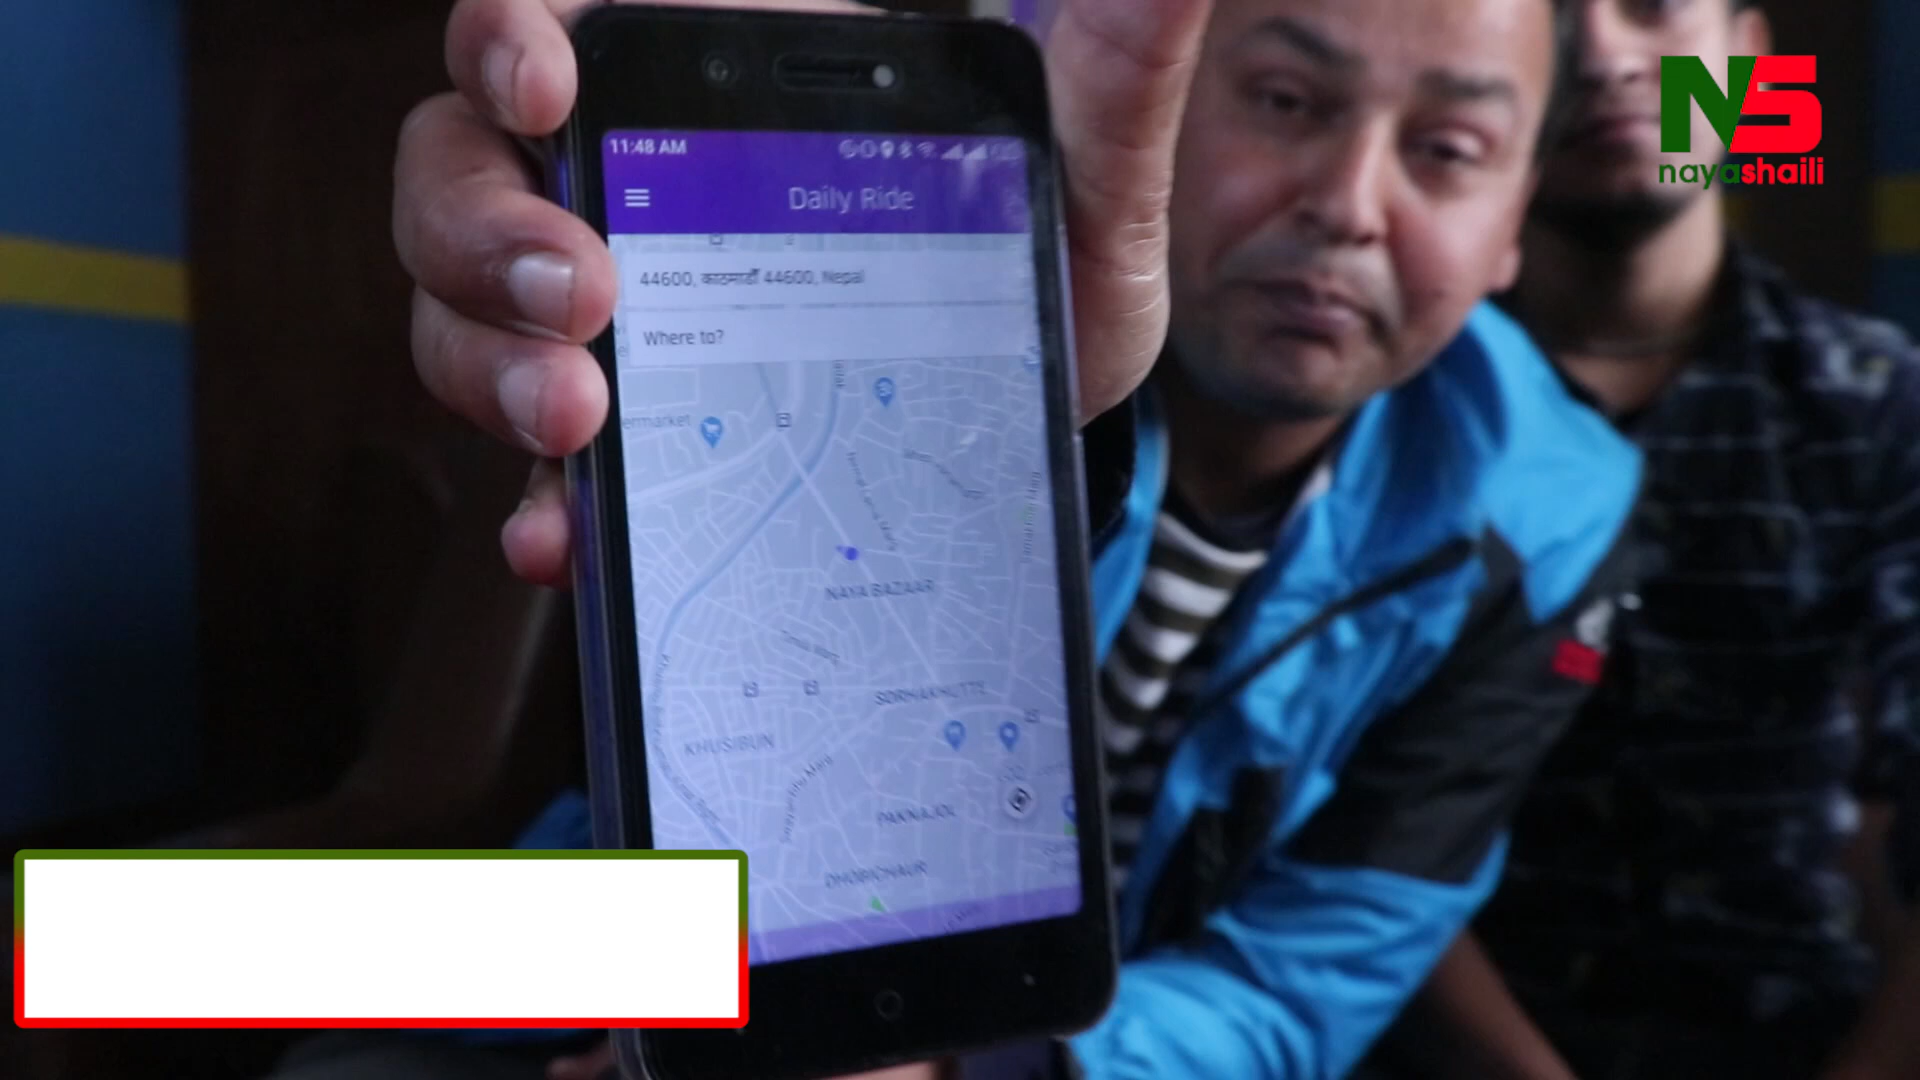 NS
nayashaili
11:48 AM
Daily Ride
44600, काठमाडौँ 44600, Nepal
Where to?
ermarket
NAYA BAZAAR
SORHAKHUTTE
KHUSIBUN
PAKNAJOL
DHOBICHAUR